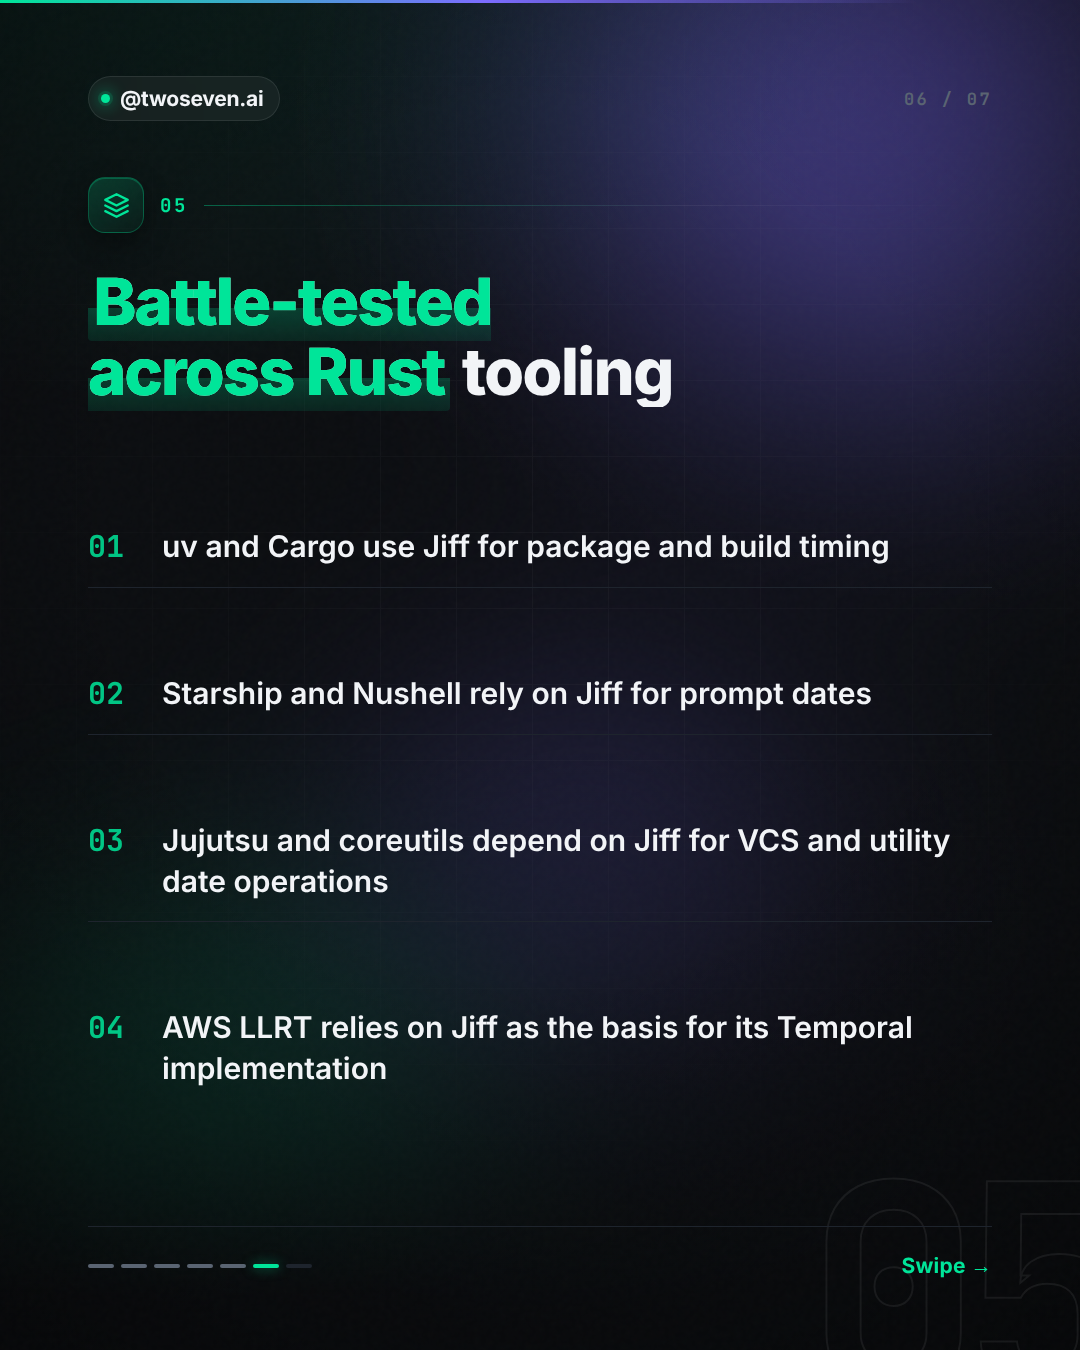 @twoseven.ai
06 / 07
05
Battle-tested
across Rust tooling
01 uv and Cargo use Jiff for package and build timing
02 Starship and Nushell rely on Jiff for prompt dates
03 Jujutsu and coreutils depend on Jiff for VCS and utility
date operations
04 AWS LLRT relies on Jiff as the basis for its Temporal
implementation
Swipe →
05